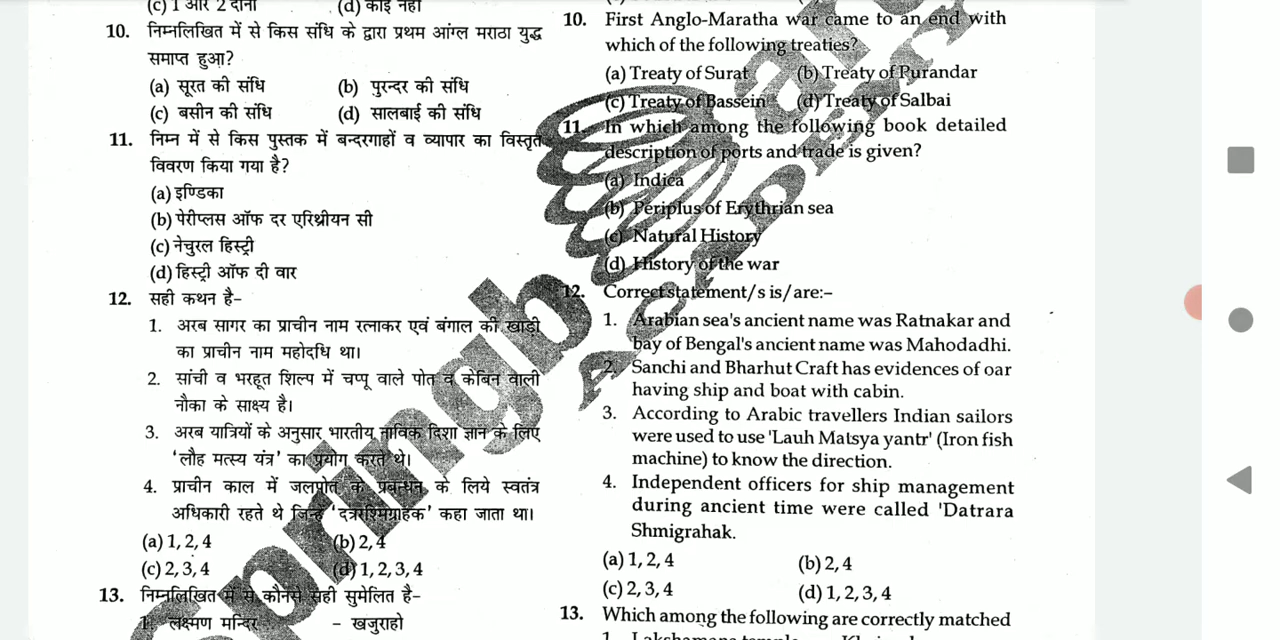 (c) 1 और 2 दोनों
(d) कोई नहीं
10. निम्नलिखित में से किस संधि के द्वारा प्रथम आंग्ल मराठा युद्ध
समाप्त हुआ?
(a) सूरत की संधि
(b) पुरन्दर की संधि
(c) बसीन की संधि
(d) सालबाई की संधि
11. निम्न में से किस पुस्तक में बन्दरगाहों व व्यापार का विस्तृत
विवरण किया गया है?
(a) इण्डिका
(b) पेरीप्लस ऑफ दर एरिथ्रीयन सी
(c) नेचुरल हिस्ट्री
(d) हिस्ट्री ऑफ दी वार
12. सही कथन है–
1. अरब सागर का प्राचीन नाम रत्नाकर एवं बंगाल की खाड़ी
का प्राचीन नाम महोदधि था।
2. सांची व भरहूत शिल्प में चप्पू वाले पोत व केबिन वाली
नौका के साक्ष्य है।
3. अरब यात्रियों के अनुसार भारतीय नाविक दिशा ज्ञान के लिए
‘लौह मत्स्य यंत्र’ का प्रयोग करते थे।
4. प्राचीन काल में जलपोत के प्रबन्धन के लिये स्वतंत्र
अधिकारी रहते थे जिन्हें ‘दत्ररश्मिग्राहक’ कहा जाता था।
(a) 1, 2, 4
(b) 2, 4
(c) 2, 3, 4
(d) 1, 2, 3, 4
13. निम्नलिखित में से कौनसे सही सुमेलित है–
1. लक्ष्मण मन्दिर – खजुराहो
10. First Anglo-Maratha war came to an end with
which of the following treaties?
(a) Treaty of Surat
(b) Treaty of Purandar
(c) Treaty of Bassein
(d) Treaty of Salbai
11. In which among the following book detailed
description of ports and trade is given?
(a) Indica
(b) Periplus of Erythrian sea
(c) Natural History
(d) History of the war
12. Correct statement/s is/are:–
1. Arabian sea's ancient name was Ratnakar and
bay of Bengal's ancient name was Mahodadhi.
2. Sanchi and Bharhut Craft has evidences of oar
having ship and boat with cabin.
3. According to Arabic travellers Indian sailors
were used to use 'Lauh Matsya yantr' (Iron fish
machine) to know the direction.
4. Independent officers for ship management
during ancient time were called 'Datrara
Shmigrahak.
(a) 1, 2, 4
(b) 2, 4
(c) 2, 3, 4
(d) 1, 2, 3, 4
13. Which among the following are correctly matched
Springb
ACADEMY